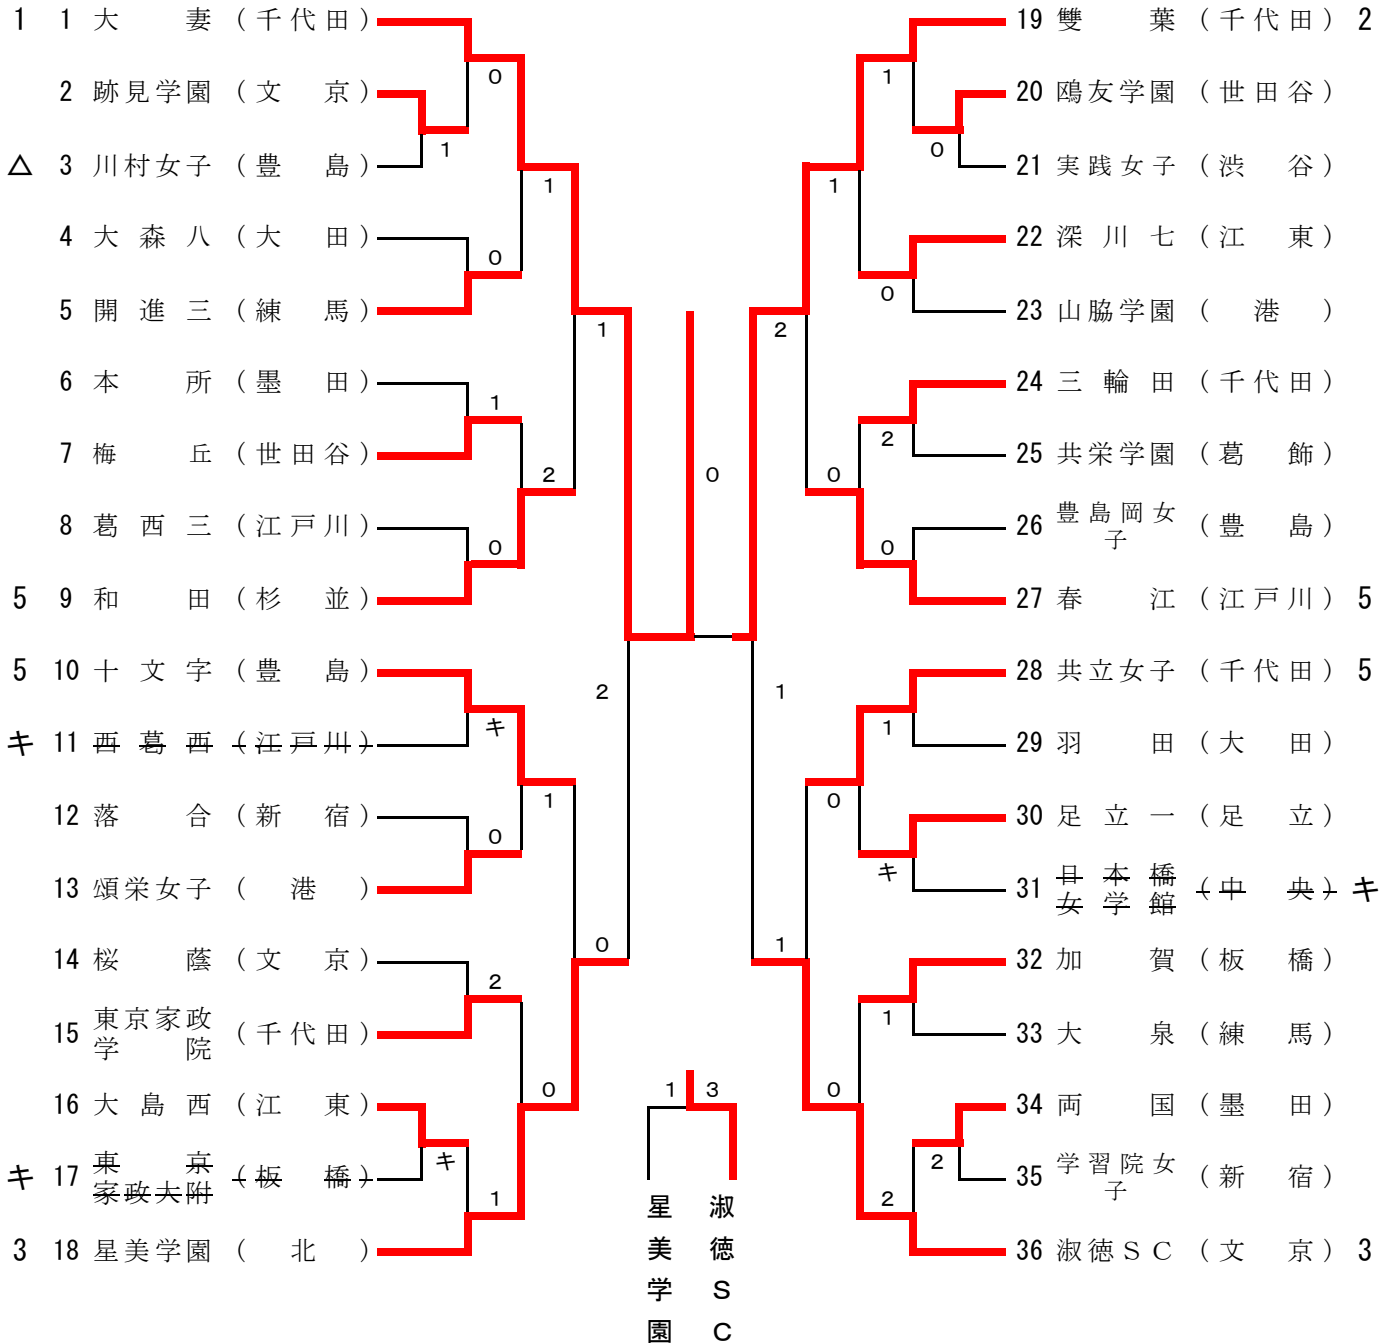 1 1 大妻 (千代田)
2 跡見学園 (文京)
△ 3 川村女子 (豊島)
4 大森八 (大田)
5 開進三 (練馬)
6 本所 (墨田)
7 梅丘 (世田谷)
8 葛西三 (江戸川)
5 9 和田 (杉並)
5 10 十文字 (豊島)
キ 11 西葛西 (江戸川)
12 落合 (新宿)
13 頌栄女子 (港)
14 桜蔭 (文京)
15 東京家政
学院 (千代田)
16 大島西 (江東)
キ 17 東京
家政大附 (板橋)
3 18 星美学園 (北)
0
1
1
0
1
1
2
0
キ
2
1
0
0
2
0
キ
1
0
1 3
星美学園
淑徳SC
19 雙葉 (千代田) 2
20 鴎友学園 (世田谷)
21 実践女子 (渋谷)
22 深川七 (江東)
23 山脇学園 (港)
24 三輪田 (千代田)
25 共栄学園 (葛飾)
26 豊島岡女
子 (豊島)
27 春江 (江戸川) 5
28 共立女子 (千代田) 5
29 羽田 (大田)
30 足立一 (足立)
31 日本橋
女学館 (中央) キ
32 加賀 (板橋)
33 大泉 (練馬)
34 両国 (墨田)
35 学習院女
子 (新宿)
36 淑徳SC (文京) 3
1
0
1
0
2
2
0
0
1
1
0
キ
1
1
0
2
2